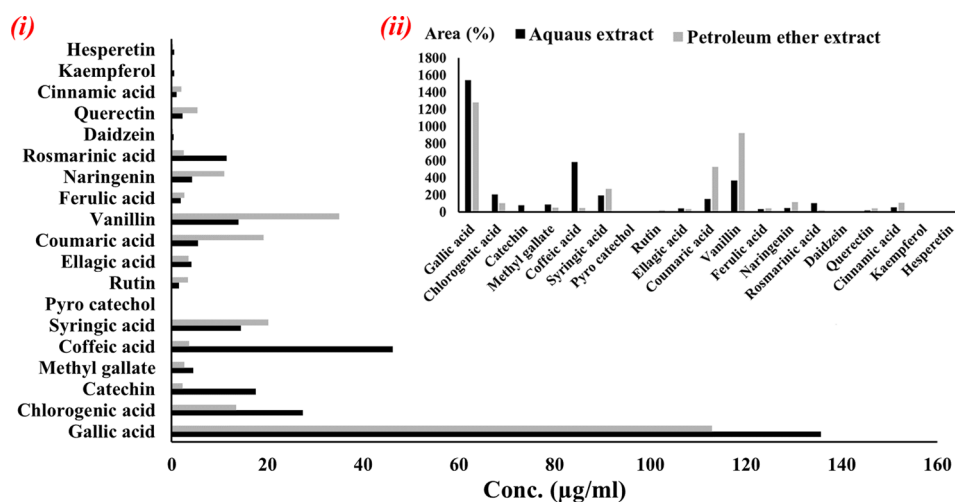 (i)
Hesperetin
Kaempferol
Cinnamic acid
Querectin
Daidzein
Rosmarinic acid
Naringenin
Ferulic acid
Vanillin
Coumaric acid
Ellagic acid
Rutin
Pyro catechol
Syringic acid
Coffeic acid
Methyl gallate
Catechin
Chlorogenic acid
Gallic acid
0 20 40 60 80 100 120 140 160
Conc. (µg/ml)
(ii)
Area (%) Aquaus extract Petroleum ether extract
1800
1600
1400
1200
1000
800
600
400
200
0
Gallic acid
Chlorogenic acid
Catechin
Methyl gallate
Coffeic acid
Syringic acid
Pyro catechol
Rutin
Ellagic acid
Coumaric acid
Vanillin
Ferulic acid
Naringenin
Rosmarinic acid
Daidzein
Querectin
Cinnamic acid
Kaempferol
Hesperetin